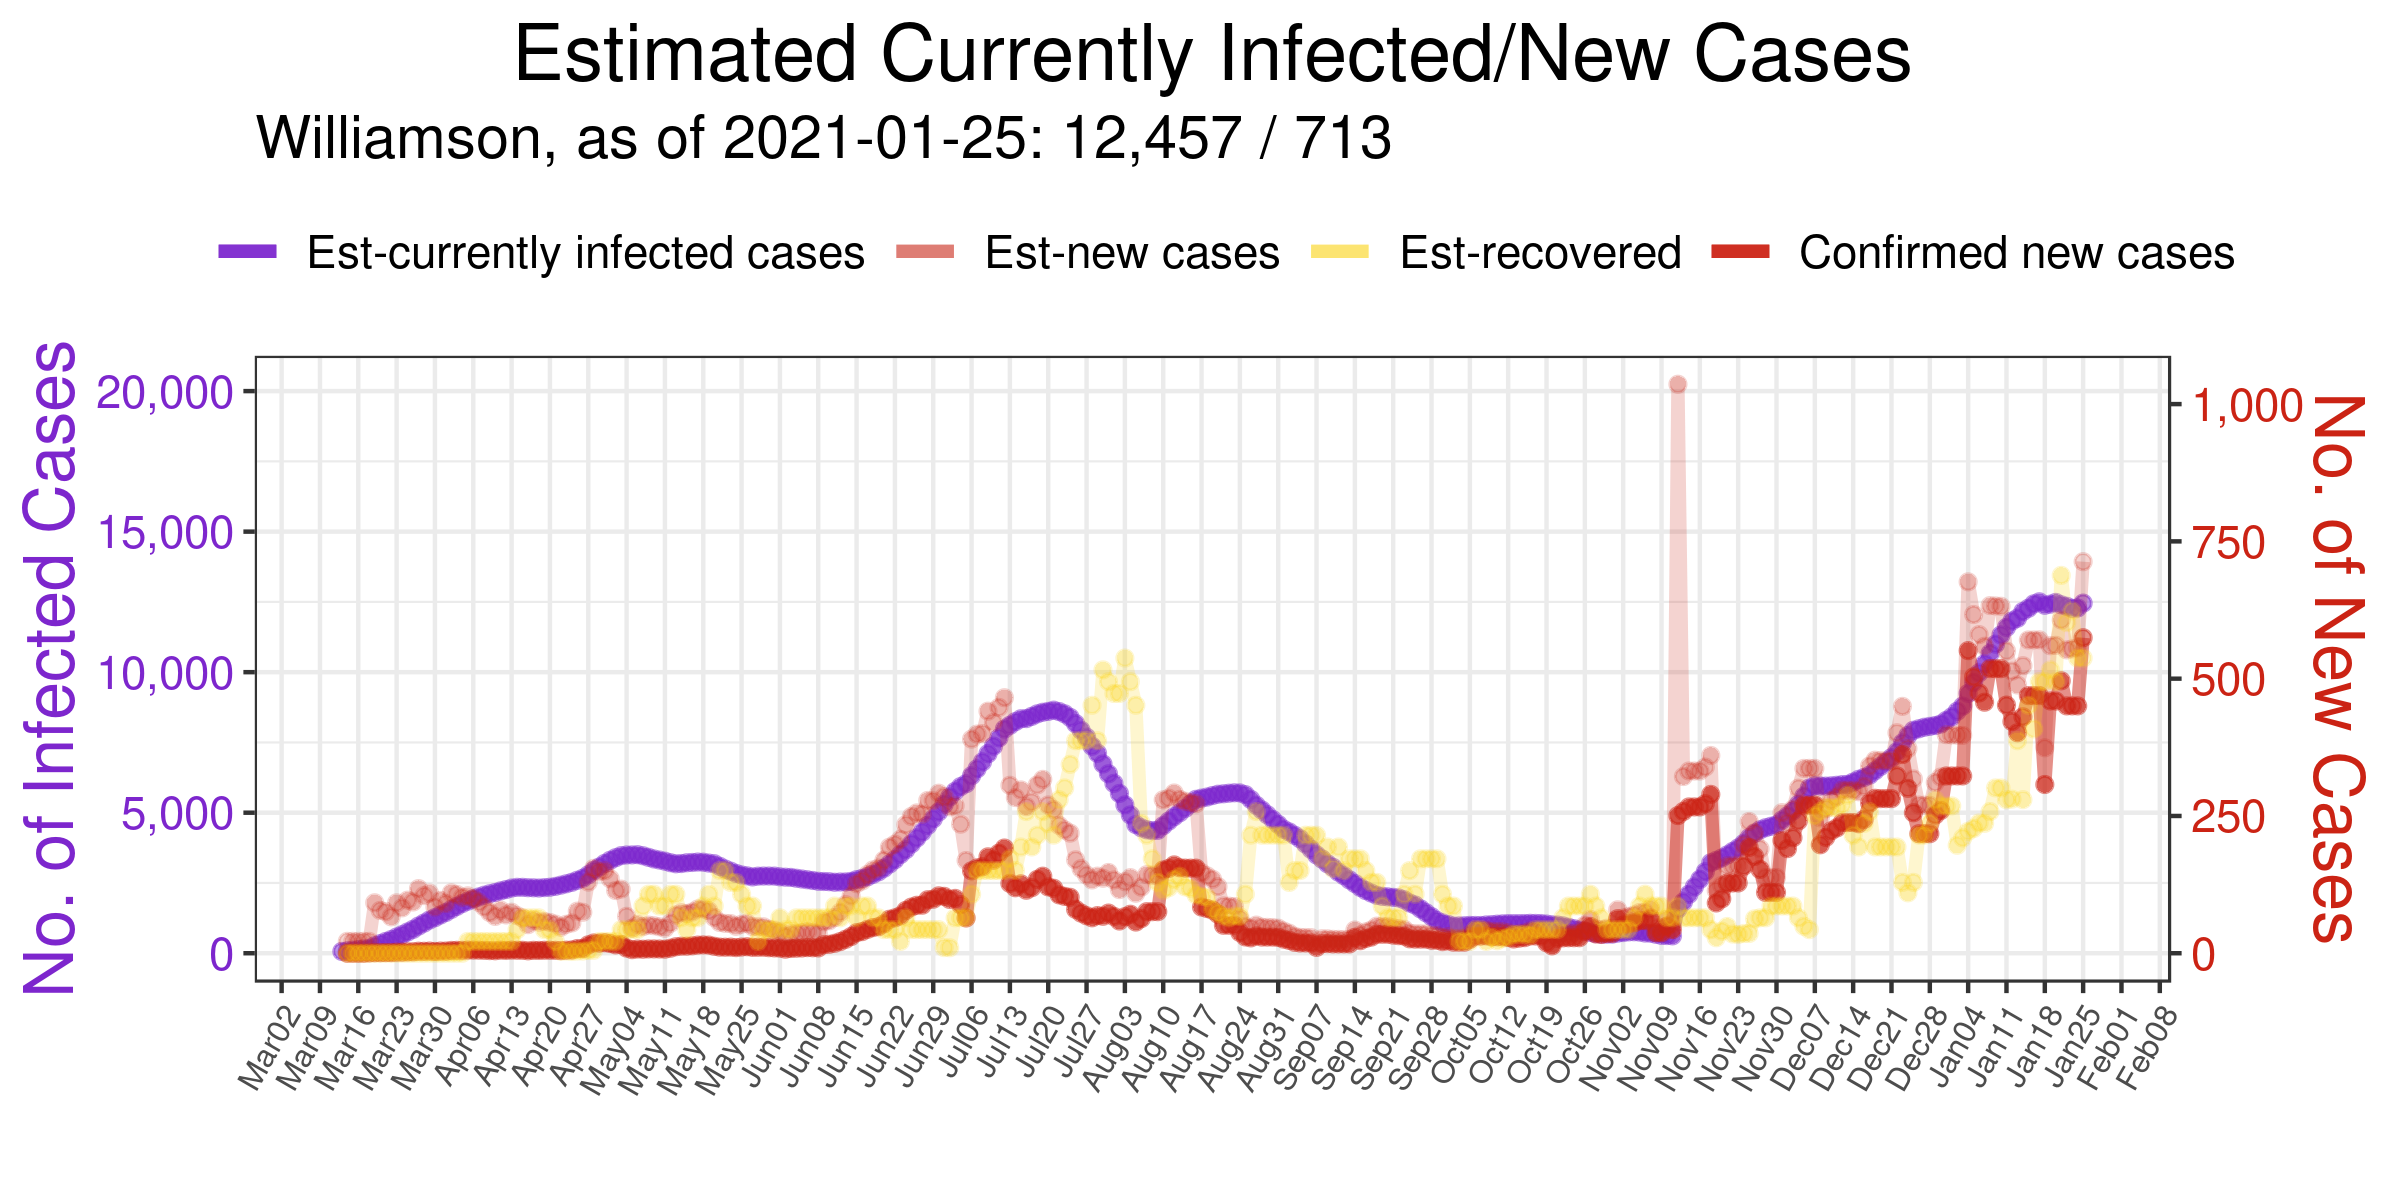 Estimated Currently Infected/New Cases
Williamson, as of 2021-01-25: 12,457 / 713
Est-currently infected cases
Est-new cases
Est-recovered
Confirmed new cases
No. of Infected Cases
20,000
15,000
10,000
5,000
0
1,000
750
500
250
0
No. of New Cases
Mar02
Mar09
Mar16
Mar23
Mar30
Apr06
Apr13
Apr20
Apr27
May04
May11
May18
May25
Jun01
Jun08
Jun15
Jun22
Jun29
Jul06
Jul13
Jul20
Jul27
Aug03
Aug10
Aug17
Aug24
Aug31
Sep07
Sep14
Sep21
Sep28
Oct05
Oct12
Oct19
Oct26
Nov02
Nov09
Nov16
Nov23
Nov30
Dec07
Dec14
Dec21
Dec28
Jan04
Jan11
Jan18
Jan25
Feb01
Feb08